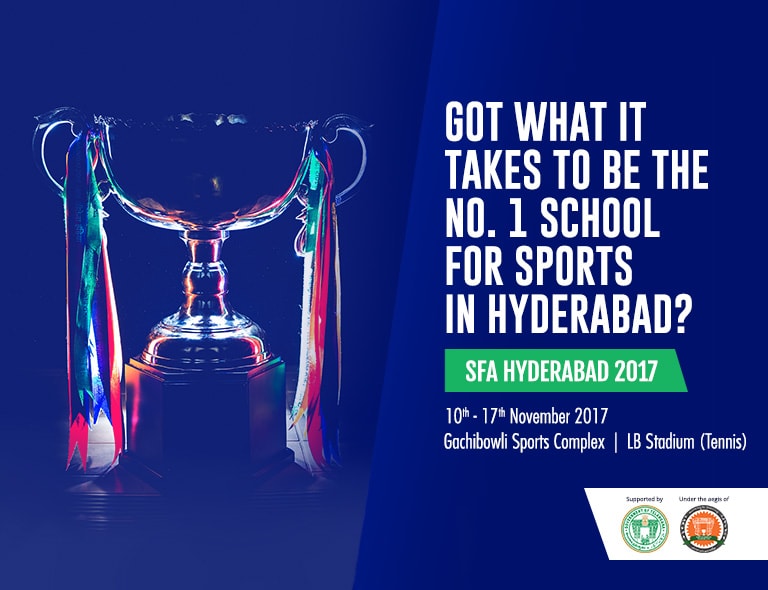 GOT WHAT IT
TAKES TO BE THE
NO. 1 SCHOOL
FOR SPORTS
IN HYDERABAD?
SFA HYDERABAD 2017
10th - 17th November 2017
Gachibowli Sports Complex | LB Stadium (Tennis)
Supported by Under the aegis of